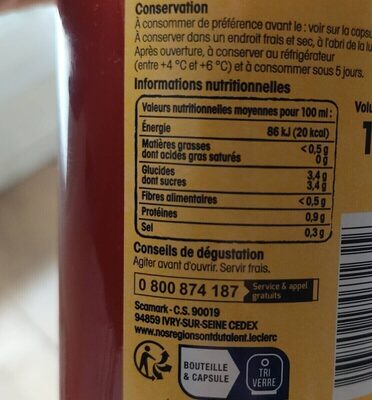 Conservation
À consommer de préférence avant le : voir sur la
À conserver dans un endroit frais et sec, à l'abri de la
Après ouverture, à conserver au réfrigérateur
(entre +4 °C et +6 °C) et à consommer sous 5 jours.
Informations nutritionnelles
Valeurs nutritionnelles moyennes pour 100 ml :
Énergie 86 kJ (20 kcal)
Matières grasses <0,5 g
dont acides gras saturés 0 g
Glucides 3,4 g
dont sucres 3,4 g
Fibres alimentaires <0,5 g
Protéines 0,9 g
Sel 0,3 g
Conseils de dégustation
Agiter avant d'ouvrir. Servir frais.
0 800 874 187 Service & appel
gratuits
Scamark - C.S. 90019
94859 IVRY-SUR-SEINE CEDEX
www.nosregionsontdutalent.leclerc
BOUTEILLE
& CAPSULE
TRI
VERRE